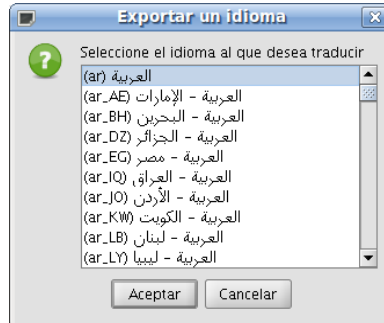 Exportar un idioma
Seleccione el idioma al que desea traducir
العربية (ar)
العربية - الإمارات (ar_AE)
العربية - البحرين (ar_BH)
العربية - الجزائر (ar_DZ)
العربية - مصر (ar_EG)
العربية - العراق (ar_IQ)
العربية - الأردن (ar_JO)
العربية - الكويت (ar_KW)
العربية - لبنان (ar_LB)
العربية - ليبيا (ar_LY)
Aceptar Cancelar